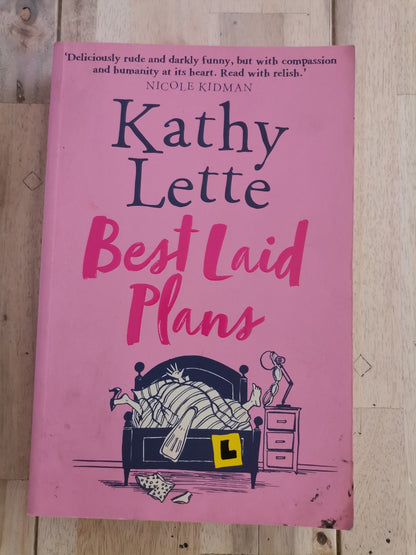 'Deliciously rude and darkly funny, but with compassion
and humanity at its heart. Read with relish.'
NICOLE KIDMAN
Kathy
Lette
Best Laid
Plans
L